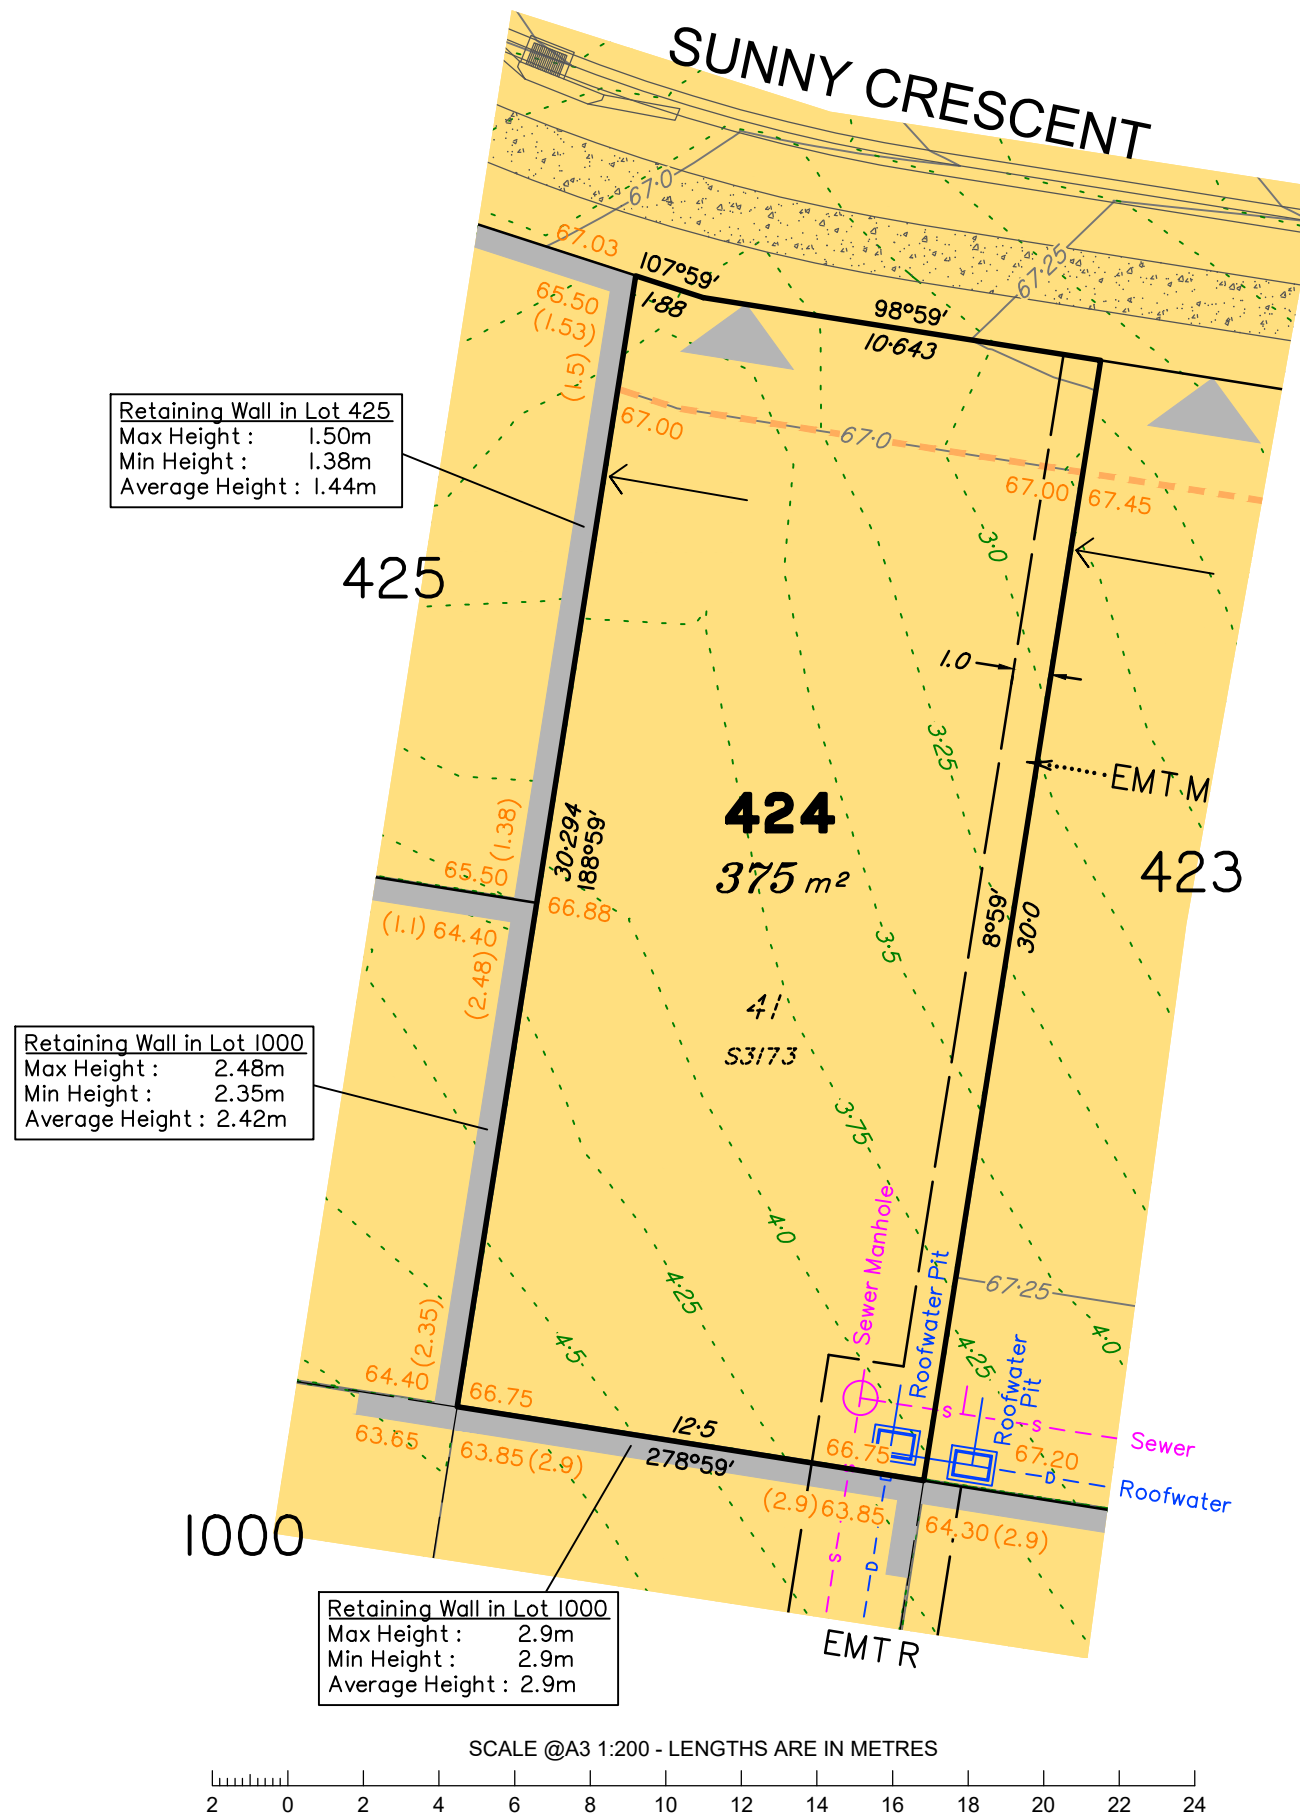 SUNNY CRESCENT
67·0
67·25
67.03
107°59′
1·88
98°59′
10·643
65.50
(1.53)
(1.5)
67.00
67·0
67.00
67.45
Retaining Wall in Lot 425
Max Height : 1.50m
Min Height : 1.38m
Average Height : 1.44m
425
3·0
1.0
3·25
EMT M
424
375 m²
423
(1.38)
65.50
30·294
188°59′
66.88
8°59′
30·0
(1.1) 64.40
(2.48)
3·5
41
S3173
Retaining Wall in Lot 1000
Max Height : 2.48m
Min Height : 2.35m
Average Height : 2.42m
3·75
4·0
Sewer Manhole
Roofwater Pit
67·25
4·25
4·5
(2.35)
64.40
66.75
4·25
4·0
Roofwater
Pit
12·5
278°59′
66.75
67.20
S
S
Sewer
D
Roofwater
63.65
63.85 (2.9)
(2.9) 63.85
64.30 (2.9)
S
D
S
D
1000
Retaining Wall in Lot 1000
Max Height : 2.9m
Min Height : 2.9m
Average Height : 2.9m
EMT R
SCALE @A3 1:200 - LENGTHS ARE IN METRES
2 0 2 4 6 8 10 12 14 16 18 20 22 24